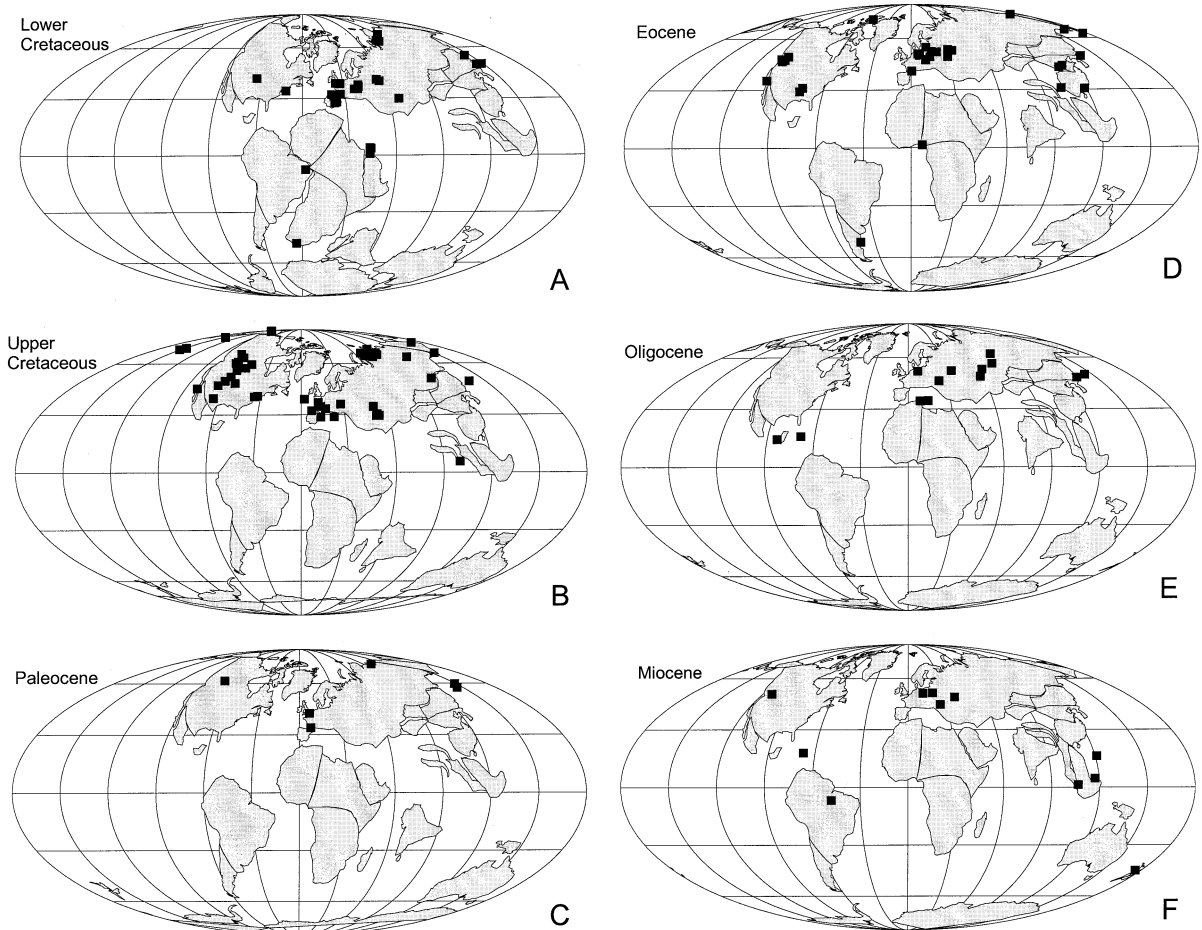 Lower
Cretaceous
A
Upper
Cretaceous
B
Paleocene
C
Eocene
D
Oligocene
E
Miocene
F